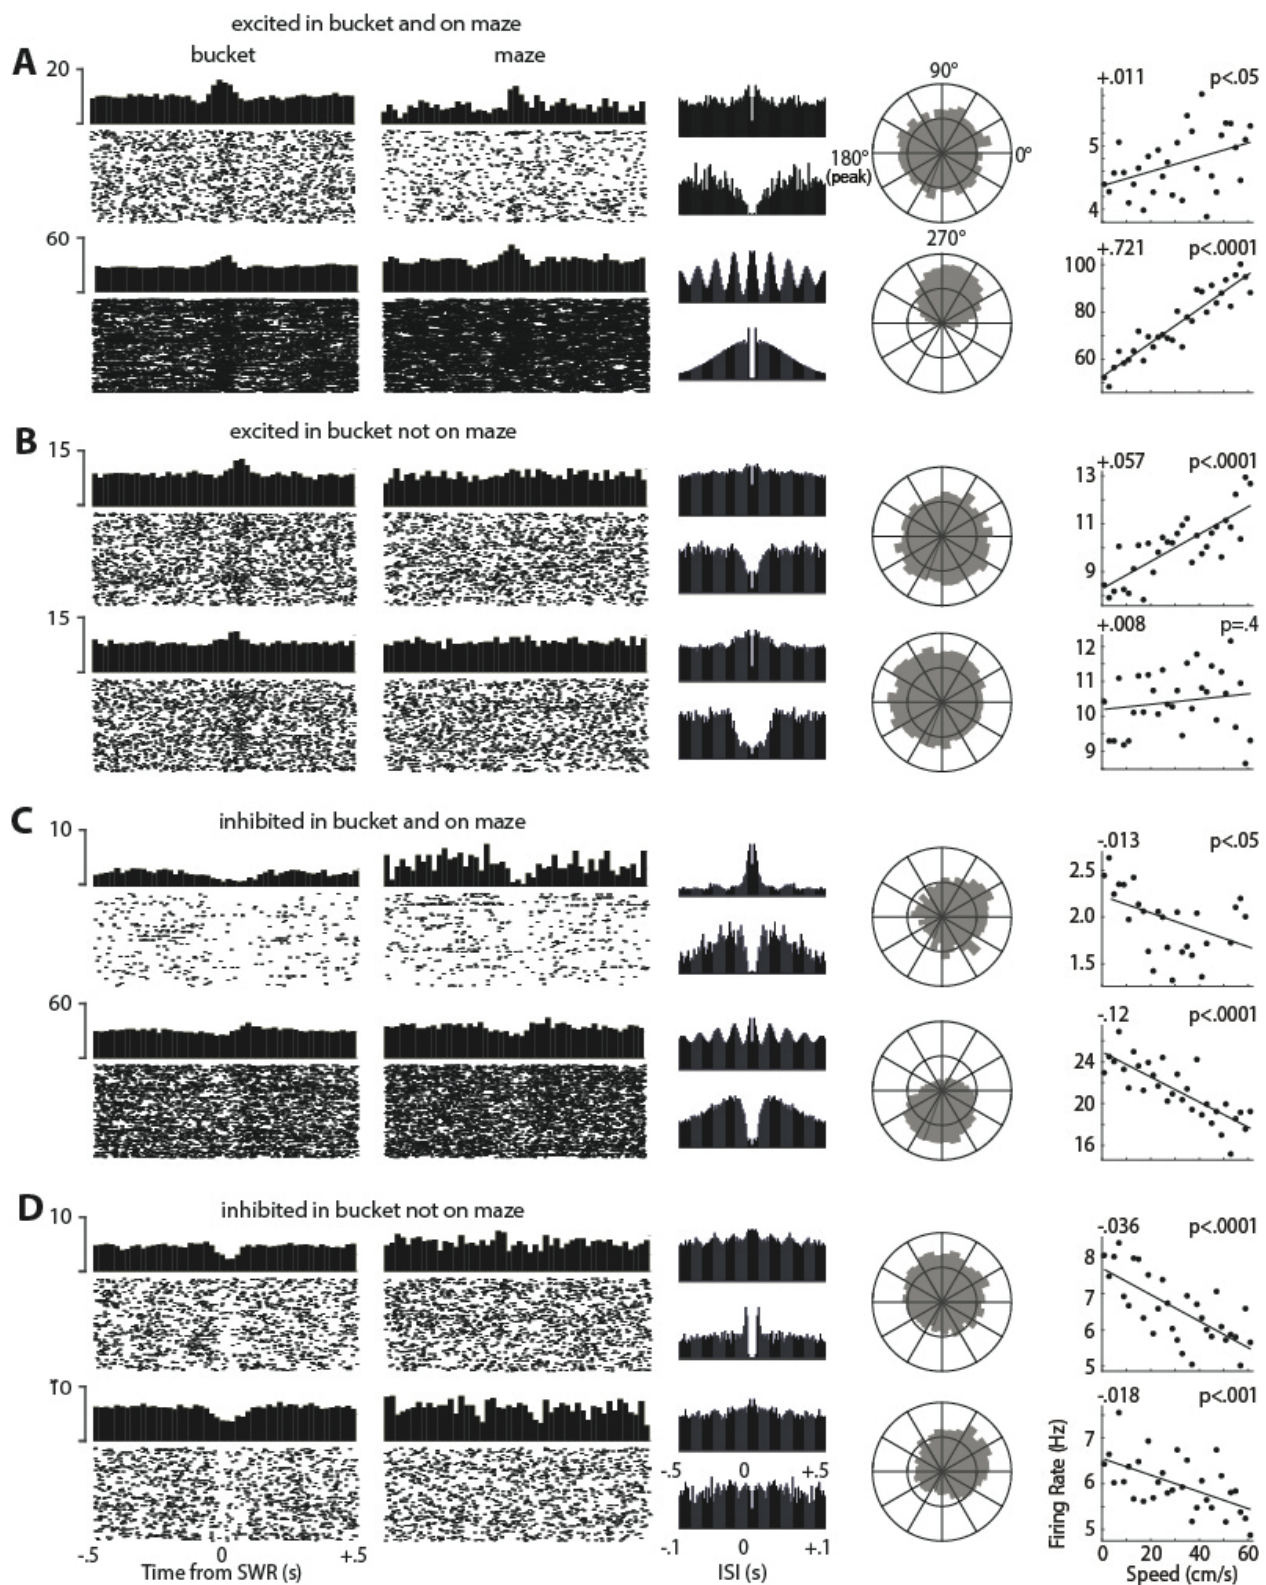 excited in bucket and on maze
bucket maze
A 20 +.011 p<.05
90°
180° (peak) 0°
270°
5
4
60 +.721 p<.0001
100
80
60
B excited in bucket not on maze
15 +.057 p<.0001
13
11
9
15 +.008 p=.4
12
11
10
9
C inhibited in bucket and on maze
10 -.013 p<.05
2.5
2.0
1.5
60 -.12 p<.0001
24
20
16
D inhibited in bucket not on maze
10 -.036 p<.0001
8
7
6
5
10 -.018 p<.001
7
6
5
Firing Rate (Hz)
-.5 0 +.5
-.5 0 +.5 -.1 0 +.1 0 20 40 60
Time from SWR (s) ISI (s) Speed (cm/s)